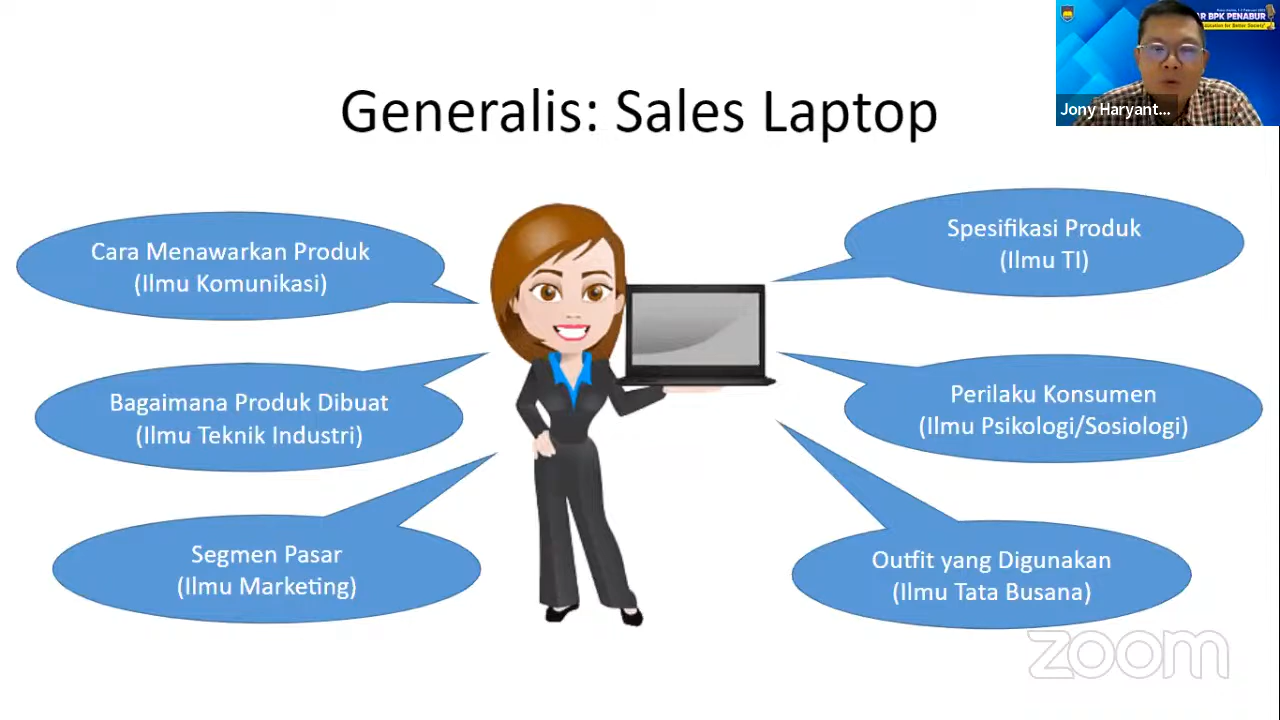 Generalis: Sales Laptop
R BPK PENABUR
Jony Haryant...
Cara Menawarkan Produk
(Ilmu Komunikasi)
Spesifikasi Produk
(Ilmu TI)
Bagaimana Produk Dibuat
(Ilmu Teknik Industri)
Perilaku Konsumen
(Ilmu Psikologi/Sosiologi)
Segmen Pasar
(Ilmu Marketing)
Outfit yang Digunakan
(Ilmu Tata Busana)
zoom